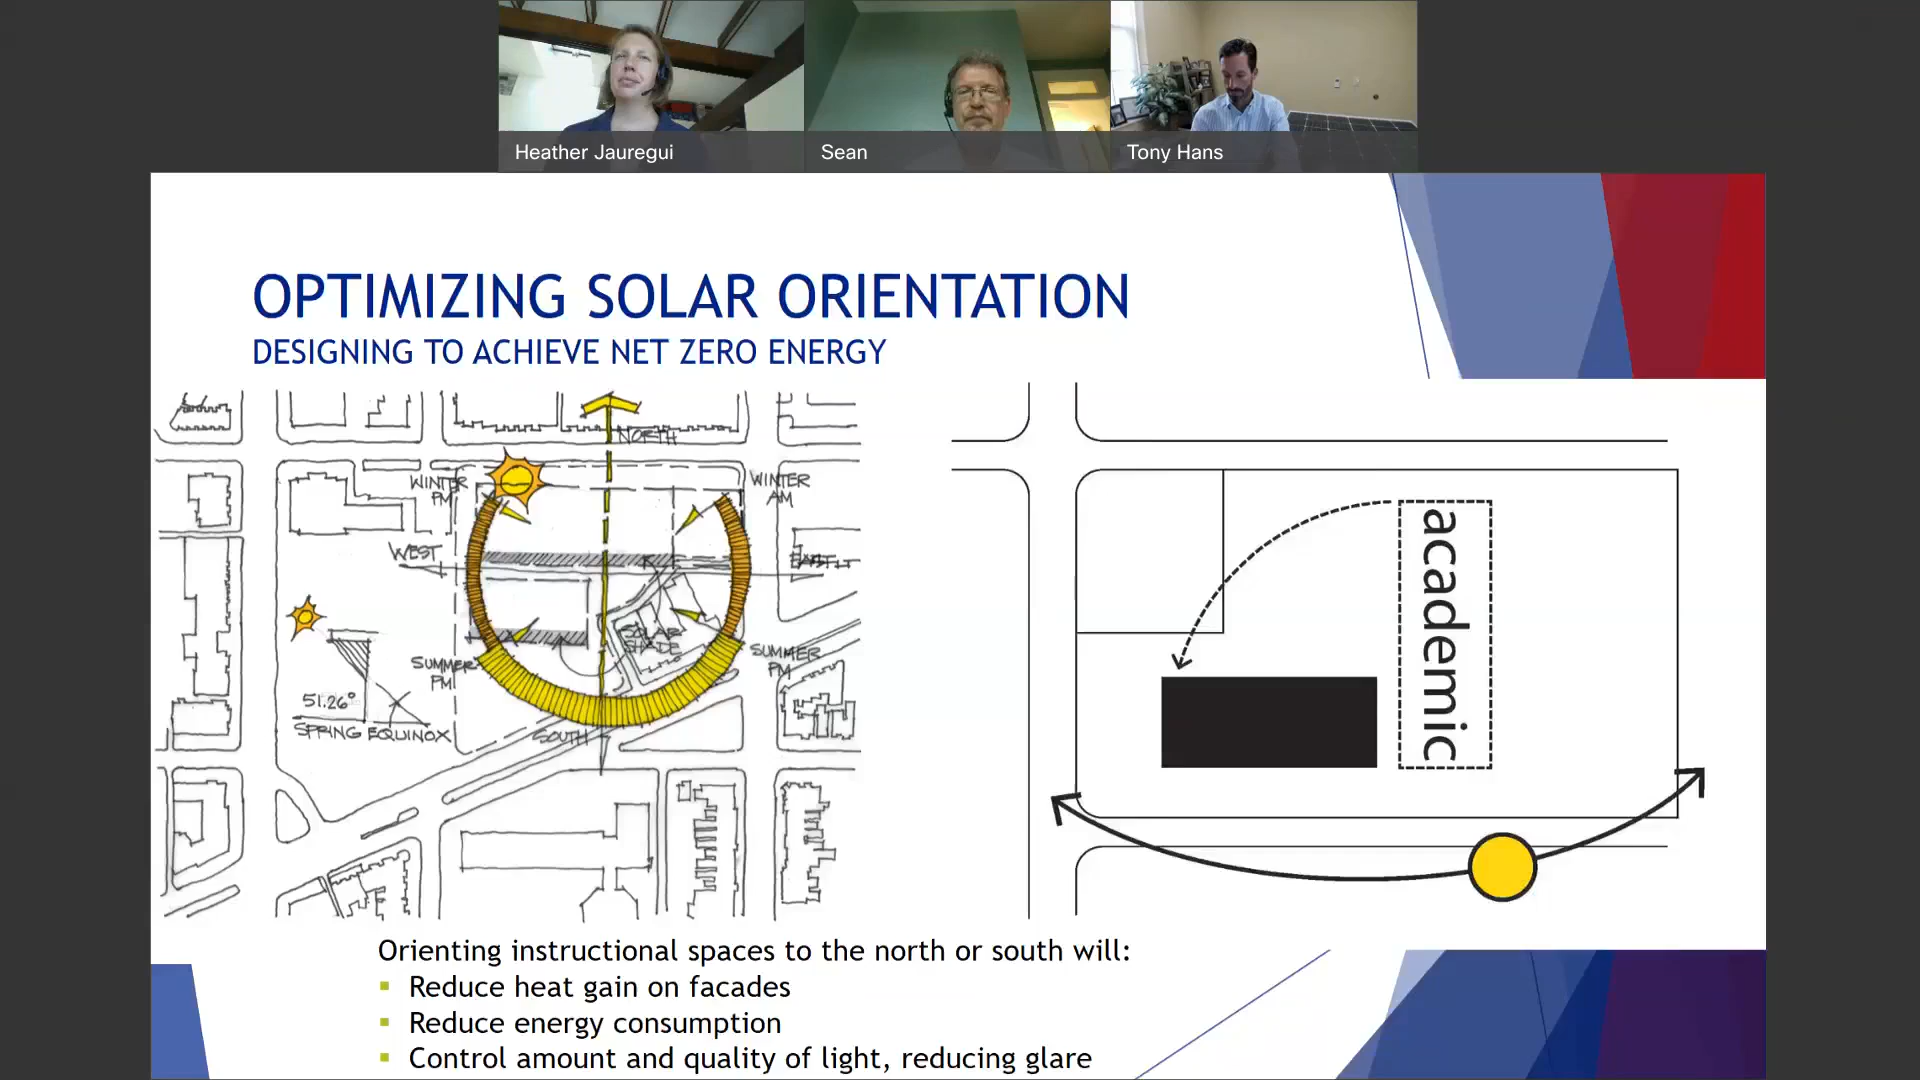 Heather Jauregui
Sean
Tony Hans
OPTIMIZING SOLAR ORIENTATION
DESIGNING TO ACHIEVE NET ZERO ENERGY
NORTH
WINTER
PM
WINTER
AM
WEST
SOLAR
SHADE
SUMMER
PM
SUMMER
PM
51.26°
SPRING EQUINOX
SOUTH
academic
Orienting instructional spaces to the north or south will:
Reduce heat gain on facades
Reduce energy consumption
Control amount and quality of light, reducing glare